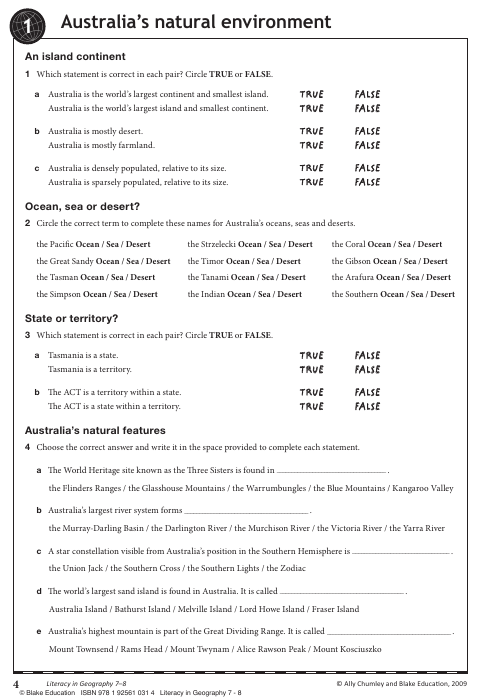 1 Australia's natural environment
An island continent
1 Which statement is correct in each pair? Circle TRUE or FALSE.
a Australia is the world's largest continent and smallest island. TRUE FALSE
Australia is the world's largest island and smallest continent. TRUE FALSE
b Australia is mostly desert. TRUE FALSE
Australia is mostly farmland. TRUE FALSE
c Australia is densely populated, relative to its size. TRUE FALSE
Australia is sparsely populated, relative to its size. TRUE FALSE
Ocean, sea or desert?
2 Circle the correct term to complete these names for Australia's oceans, seas and deserts.
the Pacific Ocean / Sea / Desert the Strzelecki Ocean / Sea / Desert the Coral Ocean / Sea / Desert
the Great Sandy Ocean / Sea / Desert the Timor Ocean / Sea / Desert the Gibson Ocean / Sea / Desert
the Tasman Ocean / Sea / Desert the Tanami Ocean / Sea / Desert the Arafura Ocean / Sea / Desert
the Simpson Ocean / Sea / Desert the Indian Ocean / Sea / Desert the Southern Ocean / Sea / Desert
State or territory?
3 Which statement is correct in each pair? Circle TRUE or FALSE.
a Tasmania is a state. TRUE FALSE
Tasmania is a territory. TRUE FALSE
b The ACT is a territory within a state. TRUE FALSE
The ACT is a state within a territory. TRUE FALSE
Australia's natural features
4 Choose the correct answer and write it in the space provided to complete each statement.
a The World Heritage site known as the Three Sisters is found in ____________________ .
the Flinders Ranges / the Glasshouse Mountains / the Warrumbungles / the Blue Mountains / Kangaroo Valley
b Australia's largest river system forms ____________________ .
the Murray-Darling Basin / the Darlington River / the Murchison River / the Victoria River / the Yarra River
c A star constellation visible from Australia's position in the Southern Hemisphere is ____________________ .
the Union Jack / the Southern Cross / the Southern Lights / the Zodiac
d The world's largest sand island is found in Australia. It is called ____________________ .
Australia Island / Bathurst Island / Melville Island / Lord Howe Island / Fraser Island
e Australia's highest mountain is part of the Great Dividing Range. It is called ____________________ .
Mount Townsend / Rams Head / Mount Twynam / Alice Rawson Peak / Mount Kosciuszko
4 Literacy in Geography 7–8 © Ally Chumley and Blake Education, 2009
© Blake Education ISBN 978 1 92561 031 4 Literacy in Geography 7 - 8